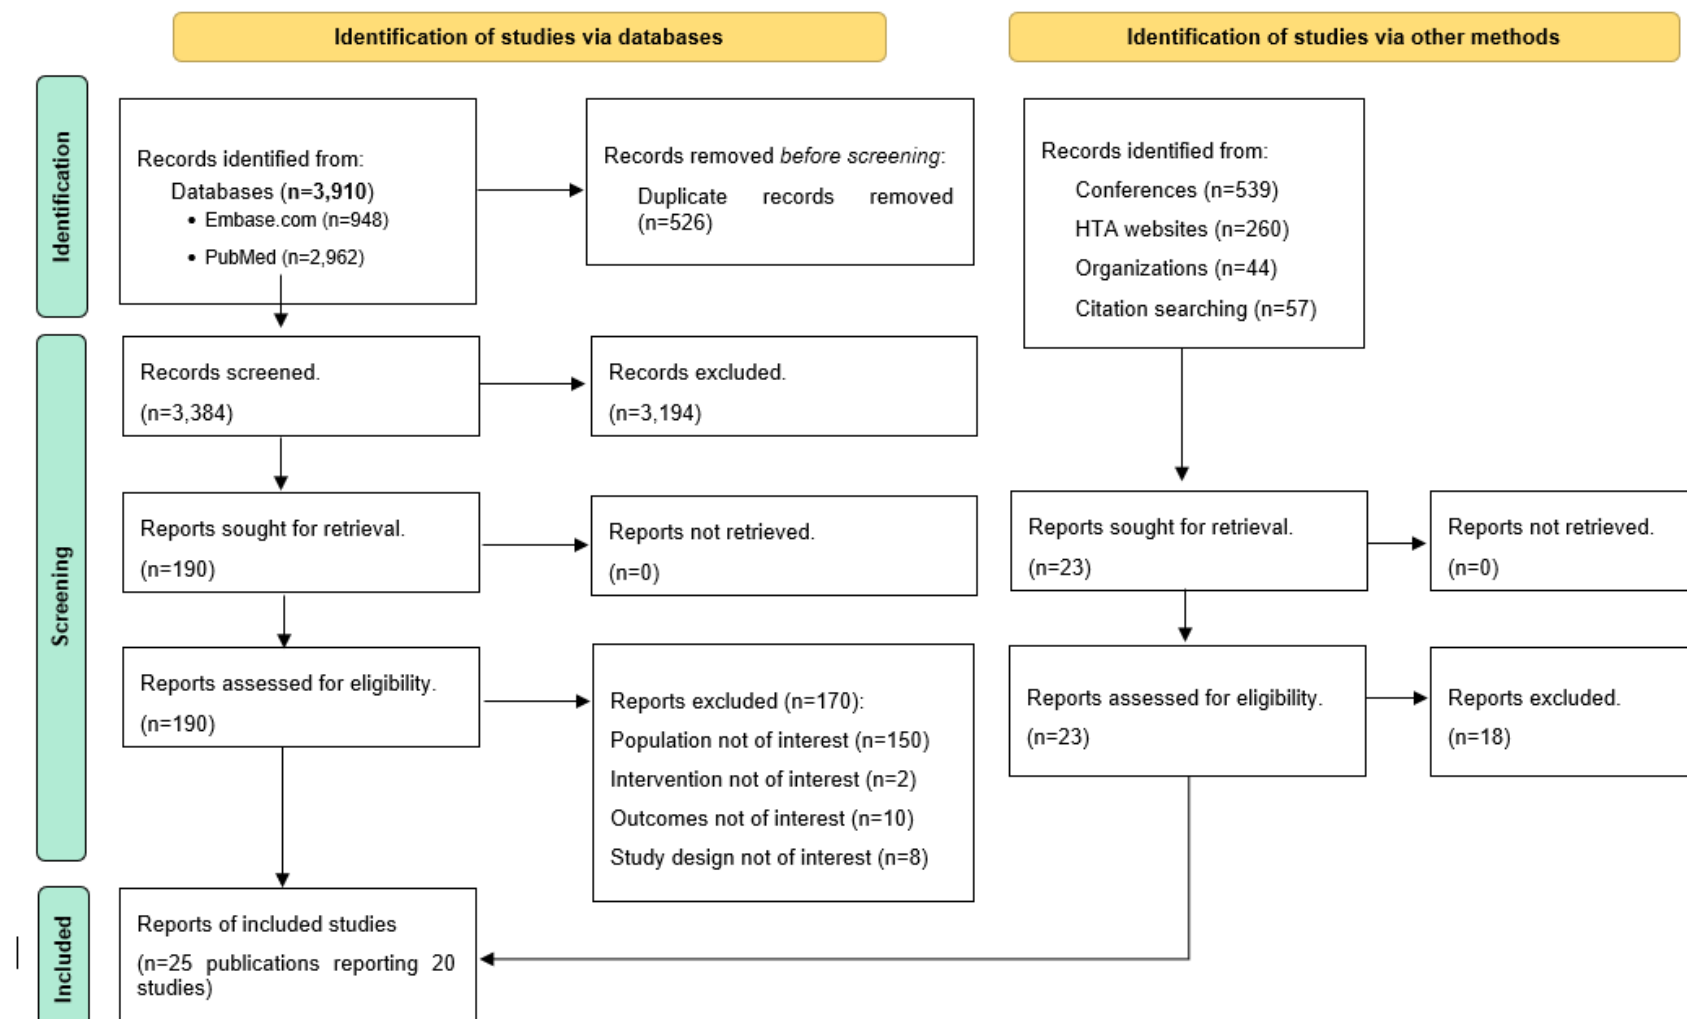 Identification of studies via databases
Identification of studies via other methods
Identification
Records identified from:
Databases (n=3,910)
• Embase.com (n=948)
• PubMed (n=2,962)
Records removed before screening:
Duplicate records removed
(n=526)
Records identified from:
Conferences (n=539)
HTA websites (n=260)
Organizations (n=44)
Citation searching (n=57)
Screening
Records screened.
(n=3,384)
Records excluded.
(n=3,194)
Reports sought for retrieval.
(n=190)
Reports not retrieved.
(n=0)
Reports sought for retrieval.
(n=23)
Reports not retrieved.
(n=0)
Reports assessed for eligibility.
(n=190)
Reports excluded (n=170):
Population not of interest (n=150)
Intervention not of interest (n=2)
Outcomes not of interest (n=10)
Study design not of interest (n=8)
Reports assessed for eligibility.
(n=23)
Reports excluded.
(n=18)
Included
Reports of included studies
(n=25 publications reporting 20
studies)